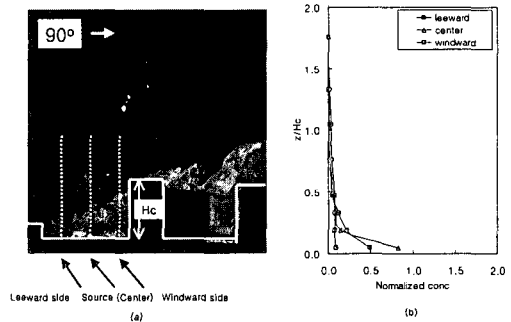 (a)
90°
Hc
Leeward side Source (Center) Windward side
(a)
leeward
center
windward
2.0
1.5
1.0
0.5
0.0
z/Hc
0.0 0.5 1.0 1.5 2.0
Normalized conc
(b)